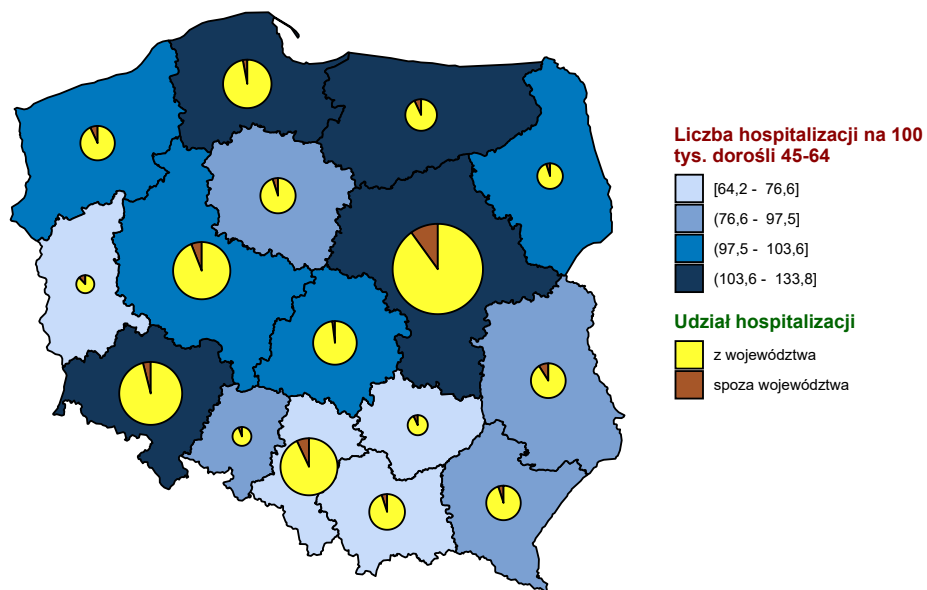 Liczba hospitalizacji na 100
tys. dorośli 45-64
[64,2 - 76,6]
(76,6 - 97,5]
(97,5 - 103,6]
(103,6 - 133,8]
Udział hospitalizacji
z województwa
spoza województwa